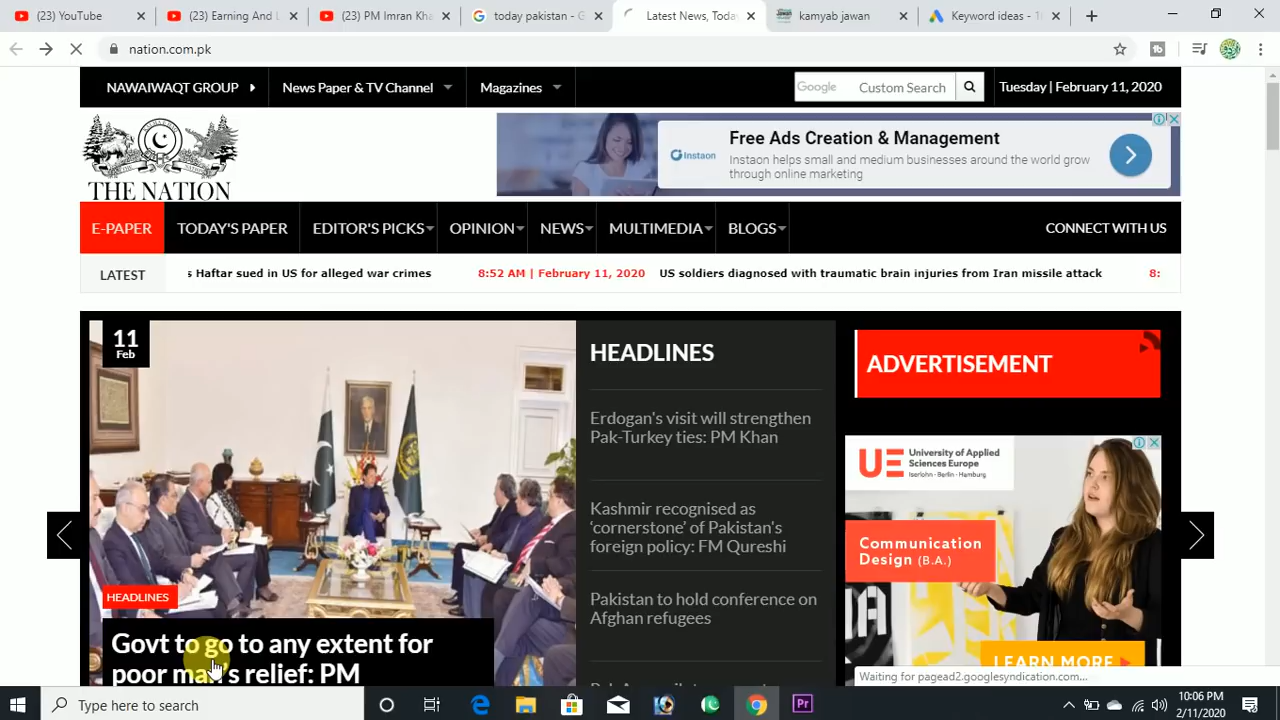 (23) Earning And L
(23) PM Imran Kha
today pakistan - G
Latest News, Toda
kamyab jawan
Keyword ideas - 1
nation.com.pk
NAWAIWAQT GROUP
News Paper & TV Channel
Magazines
Google
Custom Search
Tuesday | February 11, 2020
THE NATION
Instaon
Free Ads Creation & Management
Instaon helps small and medium businesses around the world grow
through online marketing
E-PAPER
TODAY'S PAPER
EDITOR'S PICKS
OPINION
NEWS
MULTIMEDIA
BLOGS
CONNECT WITH US
LATEST
s Haftar sued in US for alleged war crimes
8:52 AM | February 11, 2020
US soldiers diagnosed with traumatic brain injuries from Iran missile attack
8:
11
Feb
HEADLINES
Govt to go to any extent for
poor man's relief: PM
HEADLINES
Erdogan's visit will strengthen
Pak-Turkey ties: PM Khan
Kashmir recognised as
‘cornerstone’ of Pakistan's
foreign policy: FM Qureshi
Pakistan to hold conference on
Afghan refugees
ADVERTISEMENT
UE University of Applied
Sciences Europe
Iserlohn · Berlin · Hamburg
Communication
Design (B.A.)
LEARN MORE
Waiting for pagead2.googlesyndication.com...
Type here to search
Pr
10:06 PM
2/11/2020